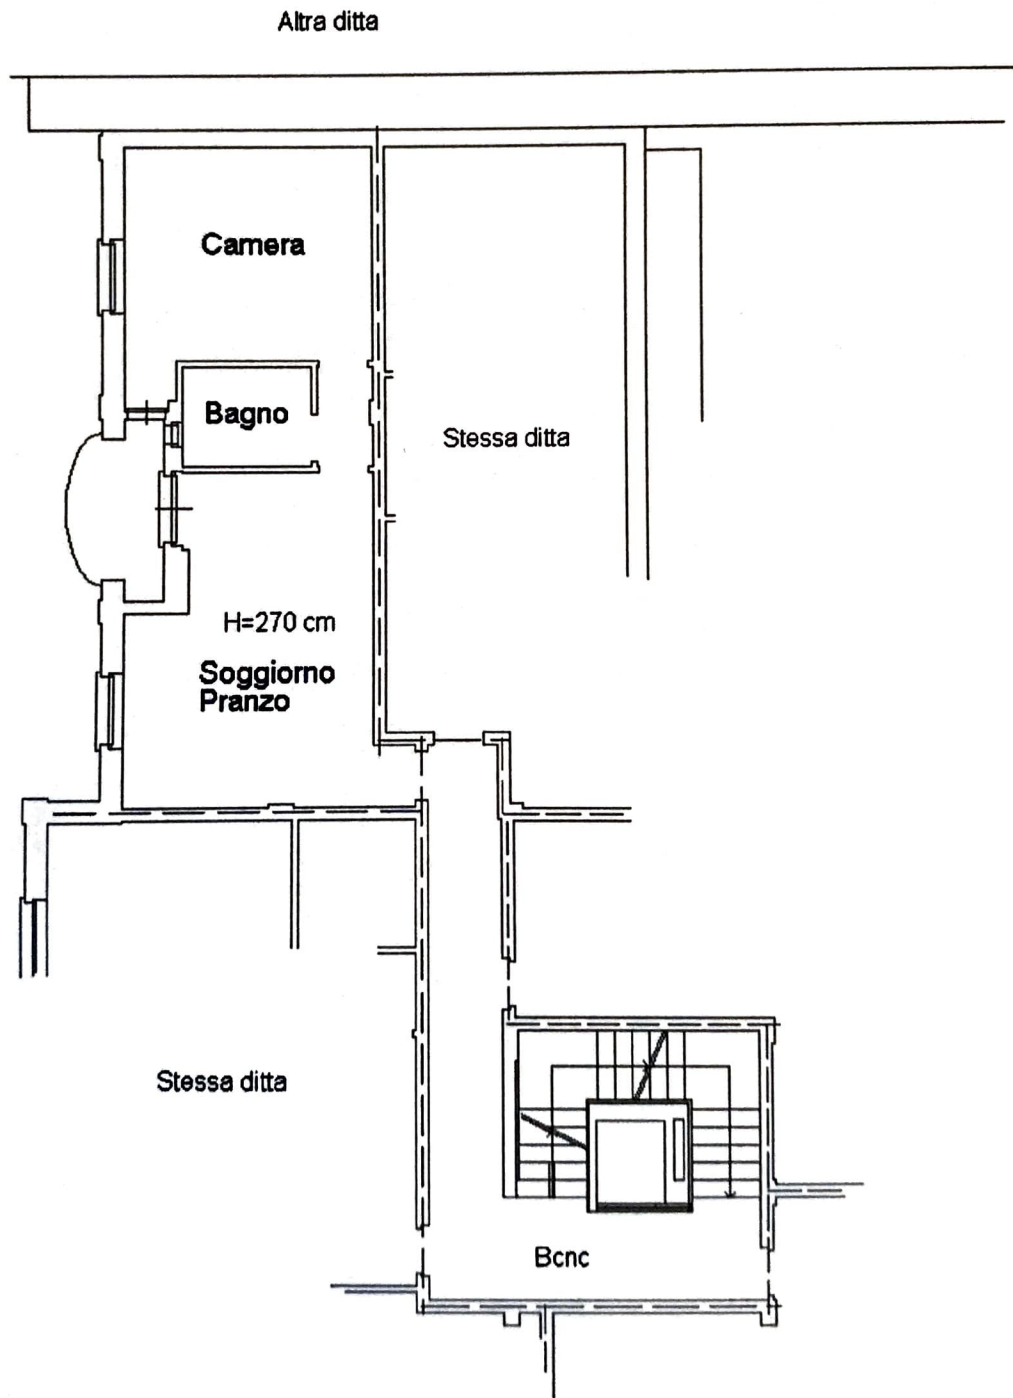 Altra ditta
Camera
Bagno
Stessa ditta
H=270 cm
Soggiorno
Pranzo
Stessa ditta
Bcnc